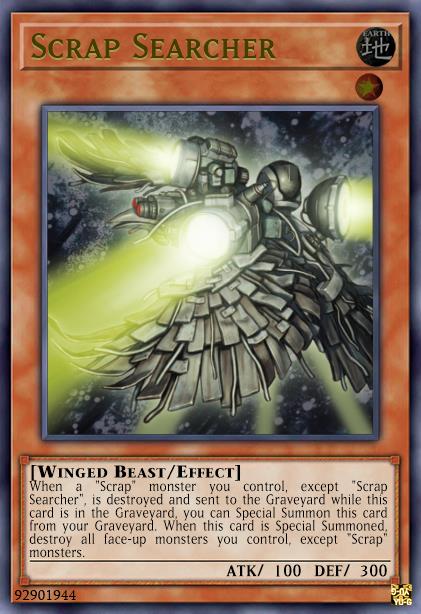 SCRAP SEARCHER
EARTH
地
[WINGED BEAST/EFFECT]
When a "Scrap" monster you control, except "Scrap
Searcher", is destroyed and sent to the Graveyard while this
card is in the Graveyard, you can Special Summon this card
from your Graveyard. When this card is Special Summoned,
destroy all face-up monsters you control, except "Scrap"
monsters.
ATK/ 100 DEF/ 300
92901944